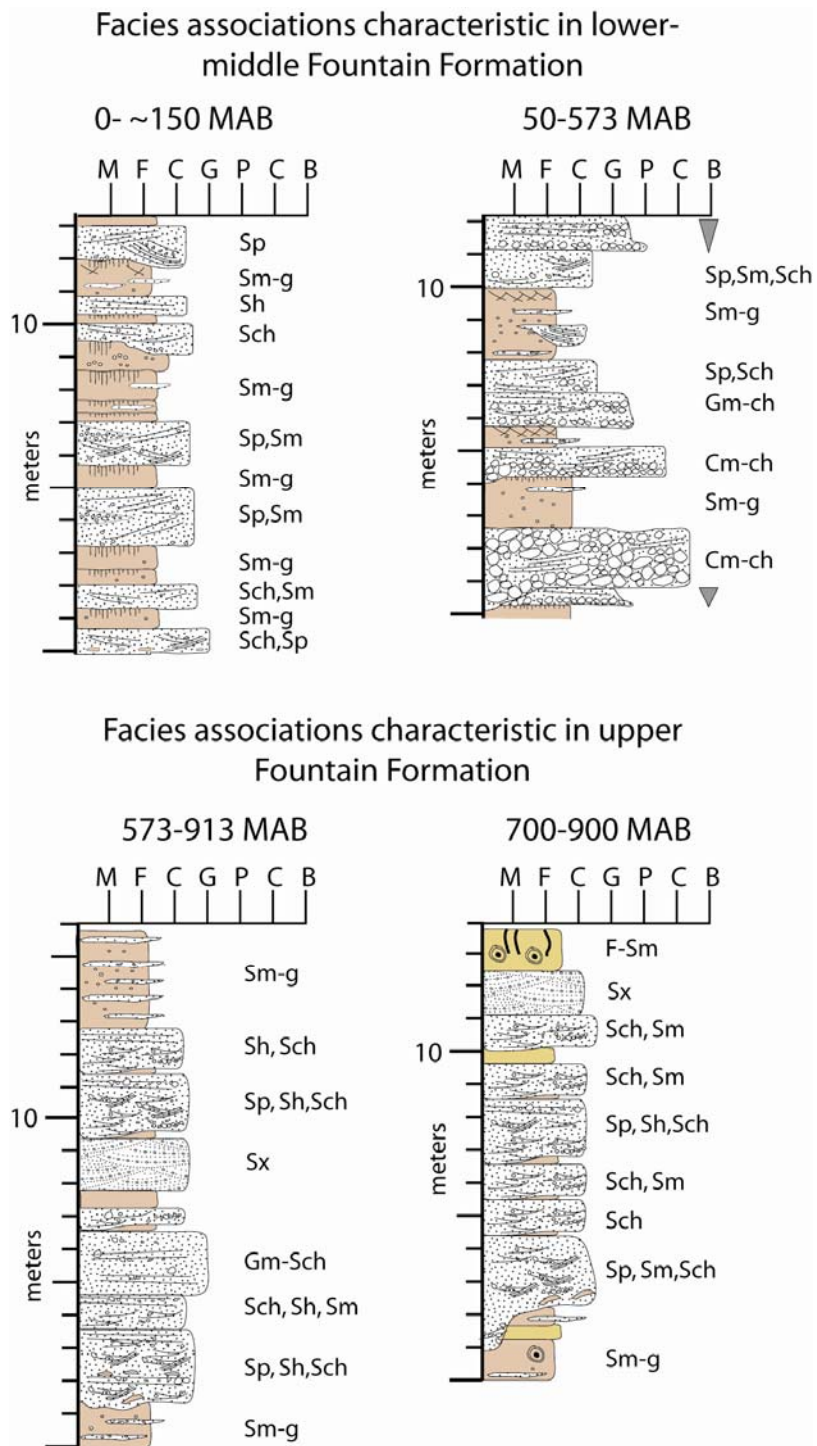 Facies associations characteristic in lower-
middle Fountain Formation
0- ~150 MAB
M F C G P C B
Sp
Sm-g
Sh
10
Sch
Sm-g
Sp,Sm
meters
Sm-g
Sp,Sm
Sm-g
Sch,Sm
Sm-g
Sch,Sp
50-573 MAB
M F C G P C B
Sp,Sm,Sch
10
Sm-g
Sp,Sch
Gm-ch
meters
Cm-ch
Sm-g
Cm-ch
Facies associations characteristic in upper
Fountain Formation
573-913 MAB
M F C G P C B
Sm-g
Sh, Sch
Sp, Sh,Sch
10
Sx
Gm-Sch
meters
Sch, Sh, Sm
Sp, Sh,Sch
Sm-g
700-900 MAB
M F C G P C B
F-Sm
Sx
Sch, Sm
10
Sch, Sm
Sp, Sh,Sch
meters
Sch, Sm
Sch
Sp, Sm,Sch
Sm-g